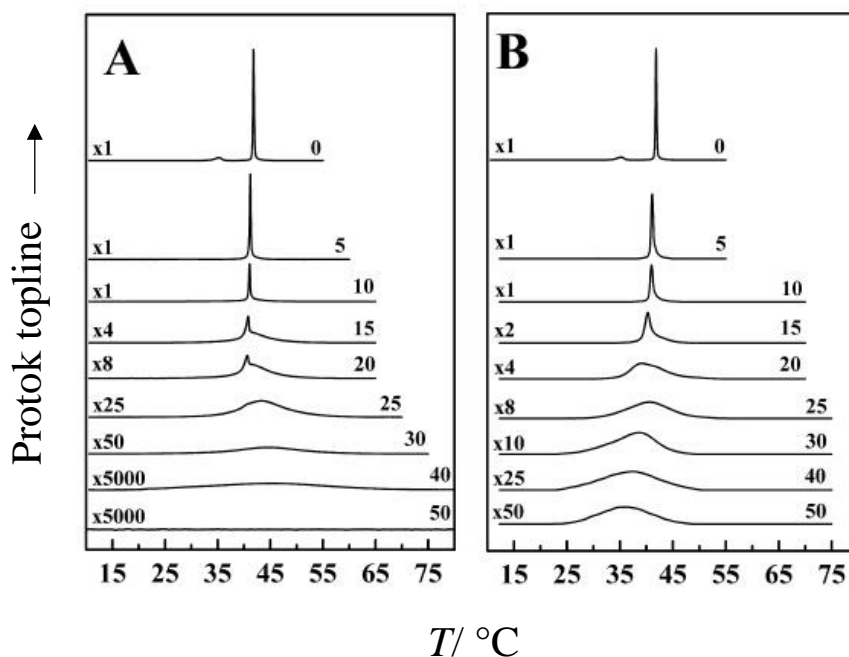 A
x1 0
x1 5
x1 10
x4 15
x8 20
x25 25
x50 30
x5000 40
x5000 50
15 25 35 45 55 65 75
B
x1 0
x1 5
x1 10
x2 15
x4 20
x8 25
x10 30
x25 40
x50 50
15 25 35 45 55 65 75
Protok topline
T/ °C